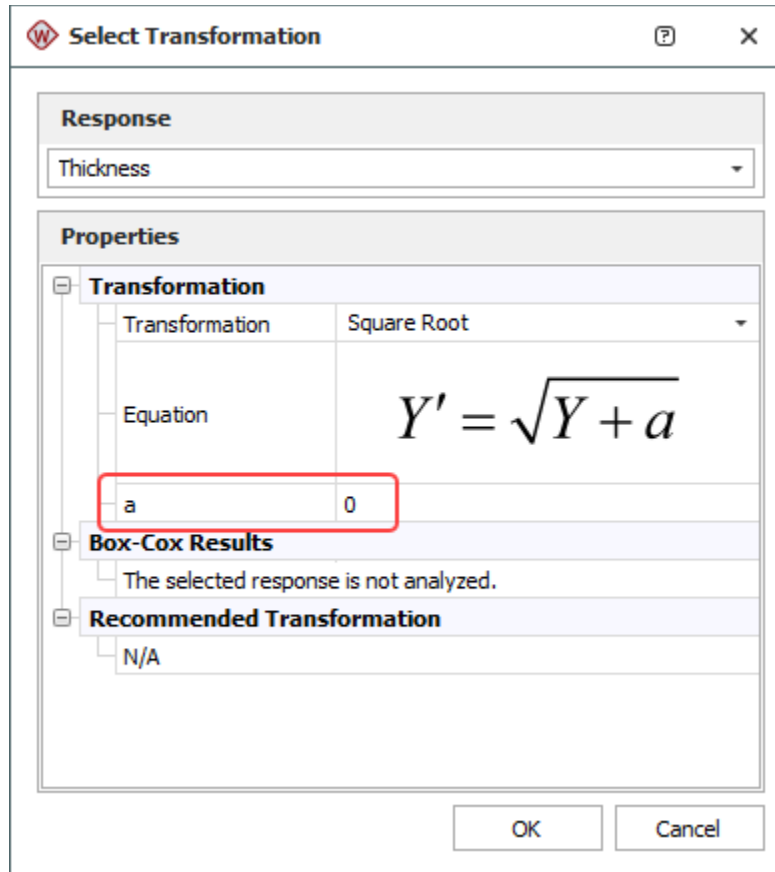 W Select Transformation ? ×
Response
Thickness
Properties
Transformation
Transformation Square Root
Equation Y' = √Y + a
a 0
Box-Cox Results
The selected response is not analyzed.
Recommended Transformation
N/A
OK Cancel